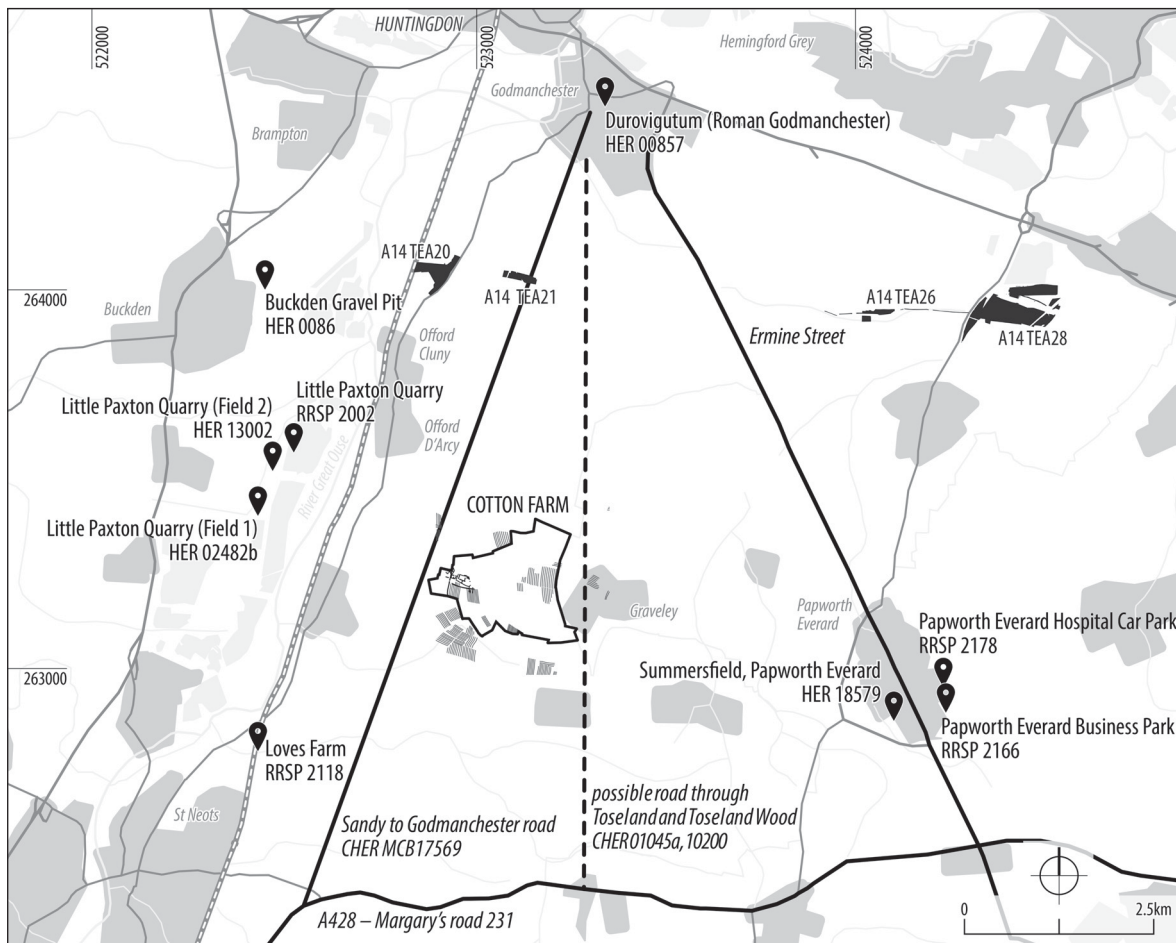 HUNTINGDON
522000
523000
524000
Hemingford Grey
Godmanchester
Durovigutum (Roman Godmanchester)
HER 00857
Brampton
A14 TEA20
A14 TEA21
A14 TEA26
A14 TEA28
264000
Buckden
Buckden Gravel Pit
HER 0086
Offord
Cluny
Ermine Street
Little Paxton Quarry
RRSP 2002
Little Paxton Quarry (Field 2)
HER 13002
Offord
D'Arcy
River Great Ouse
Little Paxton Quarry (Field 1)
HER 02482b
COTTON FARM
Graveley
Papworth
Everard
Papworth Everard Hospital Car Park
RRSP 2178
263000
Summersfield, Papworth Everard
HER 18579
Papworth Everard Business Park
RRSP 2166
Loves Farm
RRSP 2118
St Neots
Sandy to Godmanchester road
CHER MCB17569
possible road through
Toseland and Toseland Wood
CHER 01045a, 10200
A428 – Margary's road 231
0
2.5km